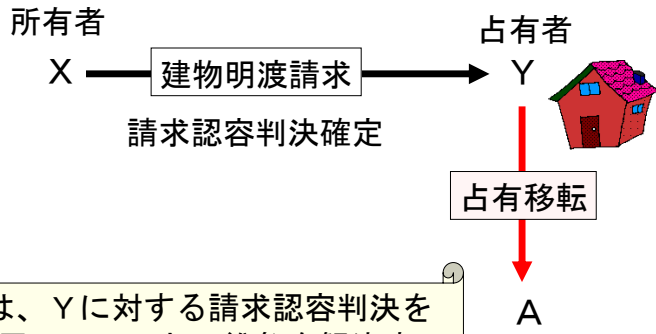 所有者
占有者
X
建物明渡請求
Y
請求認容判決確定
占有移転
は、Yに対する請求認容判決を
A